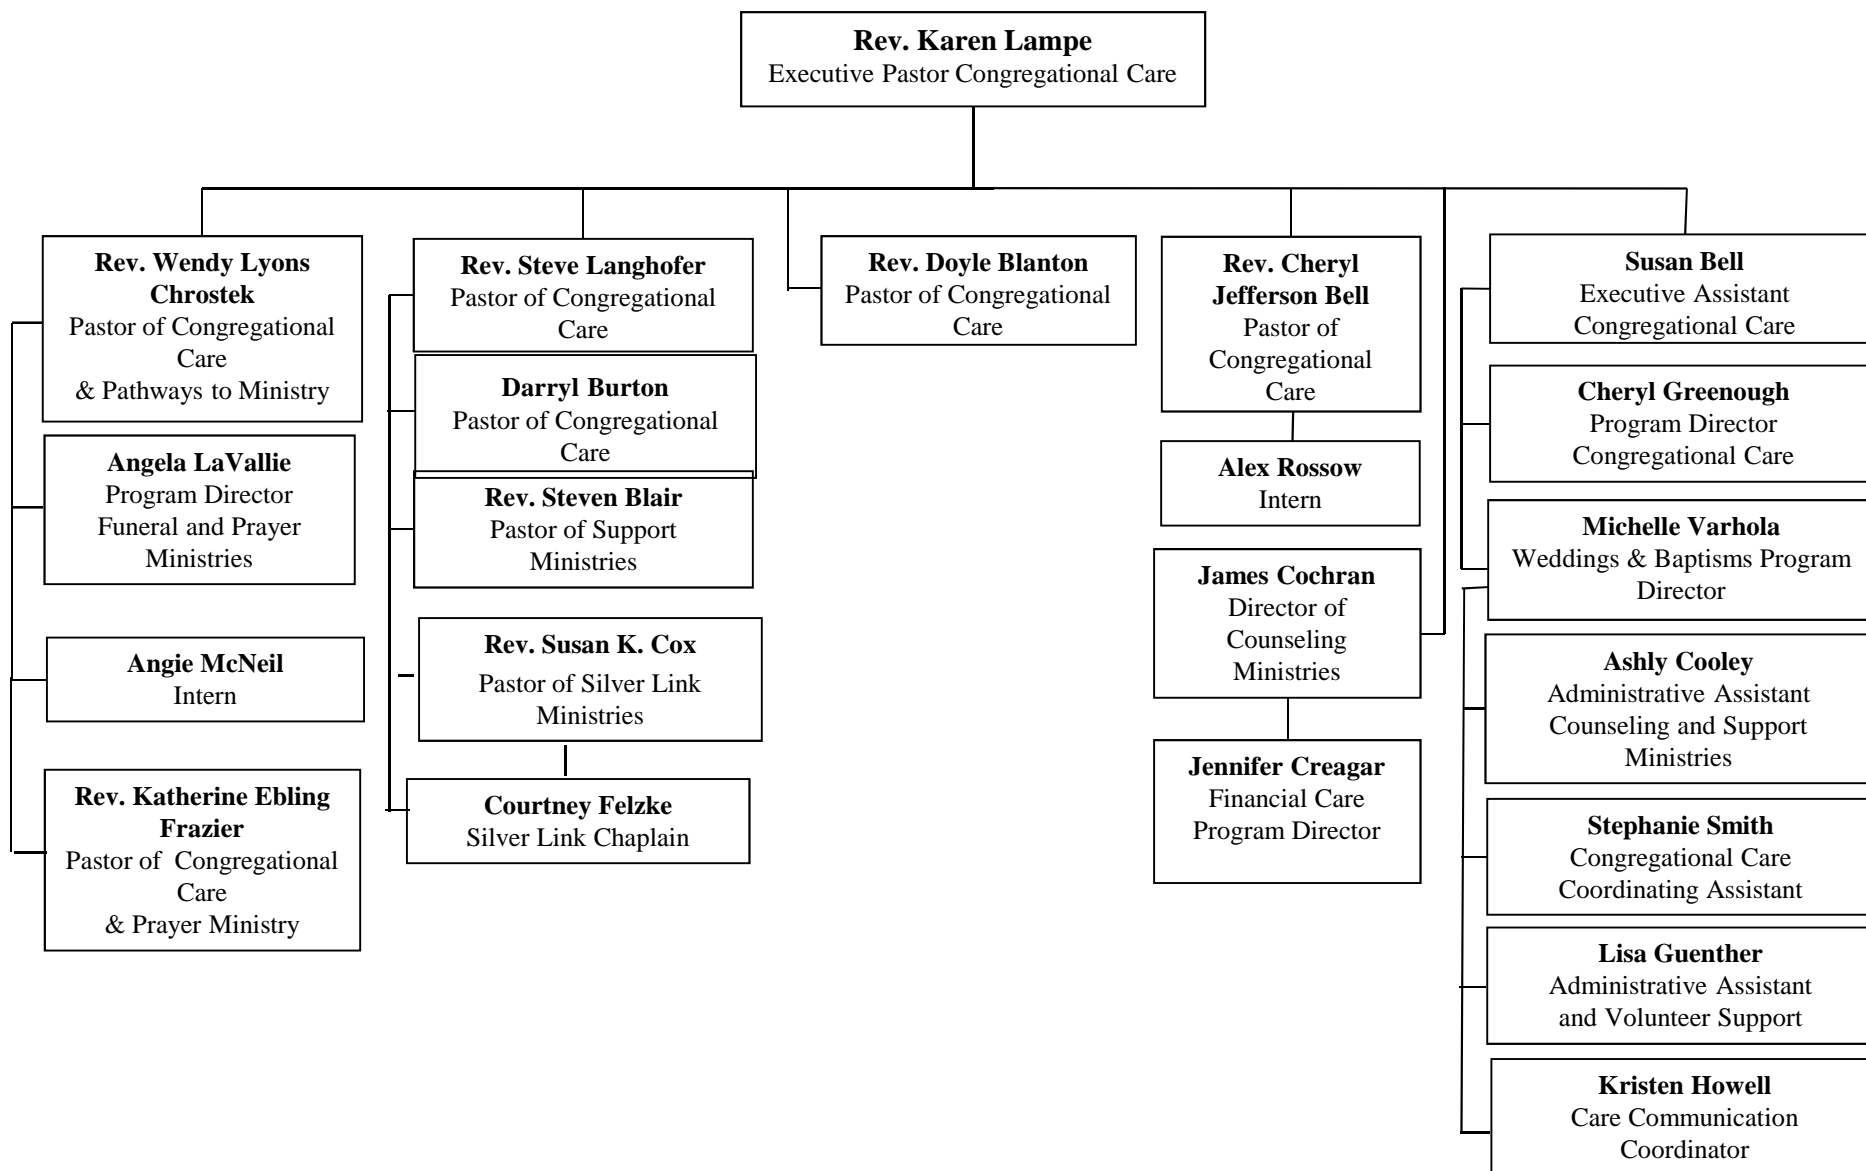 Rev. Karen Lampe
Executive Pastor Congregational Care
Rev. Wendy Lyons
Chrostek
Pastor of Congregational
Care
& Pathways to Ministry
Angela LaVallie
Program Director
Funeral and Prayer
Ministries
Angie McNeil
Intern
Rev. Katherine Ebling
Frazier
Pastor of Congregational
Care
& Prayer Ministry
Rev. Steve Langhofer
Pastor of Congregational
Care
Darryl Burton
Pastor of Congregational
Care
Rev. Steven Blair
Pastor of Support
Ministries
Rev. Susan K. Cox
Pastor of Silver Link
Ministries
Courtney Felzke
Silver Link Chaplain
Rev. Doyle Blanton
Pastor of Congregational
Care
Rev. Cheryl
Jefferson Bell
Pastor of
Congregational
Care
Alex Rossow
Intern
James Cochran
Director of
Counseling
Ministries
Jennifer Creagar
Financial Care
Program Director
Susan Bell
Executive Assistant
Congregational Care
Cheryl Greenough
Program Director
Congregational Care
Michelle Varhola
Weddings & Baptisms Program
Director
Ashly Cooley
Administrative Assistant
Counseling and Support
Ministries
Stephanie Smith
Congregational Care
Coordinating Assistant
Lisa Guenther
Administrative Assistant
and Volunteer Support
Kristen Howell
Care Communication
Coordinator